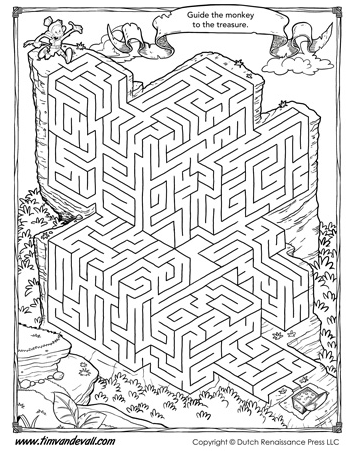 Guide the monkey
to the treasure.
www.timvandevall.com
Copyright © Dutch Renaissance Press LLC